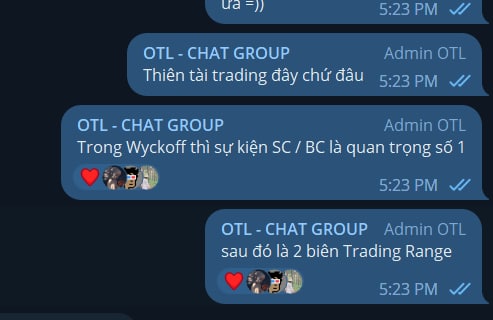 ưa =))
5:23 PM
OTL - CHAT GROUP Admin OTL
Thiên tài trading đây chứ đâu 5:23 PM
OTL - CHAT GROUP Admin OTL
Trong Wyckoff thì sự kiện SC / BC là quan trọng số 1
5:23 PM
OTL - CHAT GROUP Admin OTL
sau đó là 2 biên Trading Range
5:23 PM